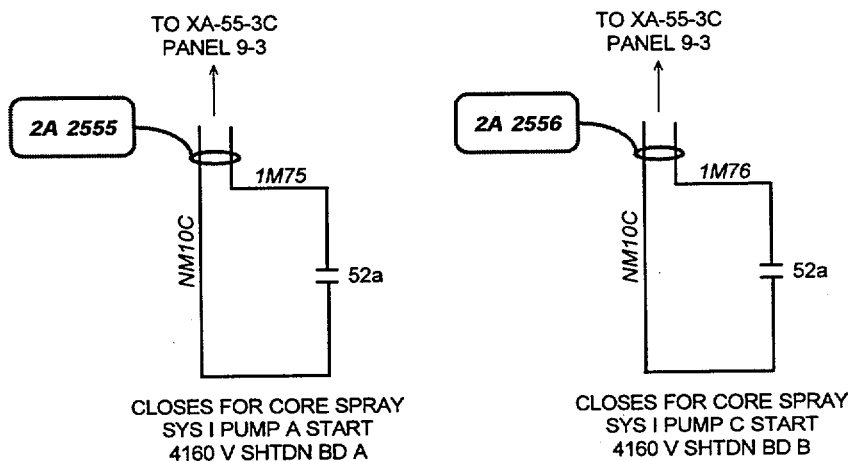 TO XA-55-3C
PANEL 9-3
2A 2555
1M75
NM10C
52a
CLOSES FOR CORE SPRAY
SYS I PUMP A START
4160 V SHTDN BD A
TO XA-55-3C
PANEL 9-3
2A 2556
1M76
NM10C
52a
CLOSES FOR CORE SPRAY
SYS I PUMP C START
4160 V SHTDN BD B